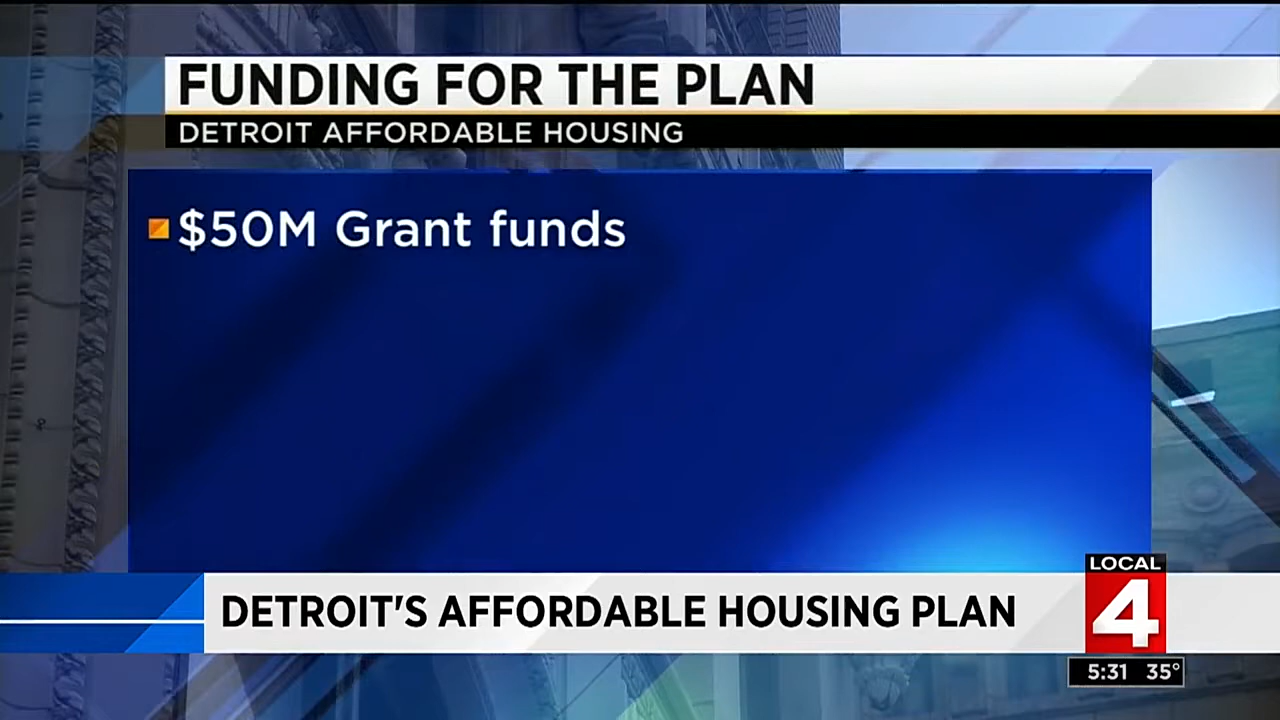 FUNDING FOR THE PLAN
DETROIT AFFORDABLE HOUSING
$50M Grant funds
DETROIT'S AFFORDABLE HOUSING PLAN
LOCAL
4
5:31 35°